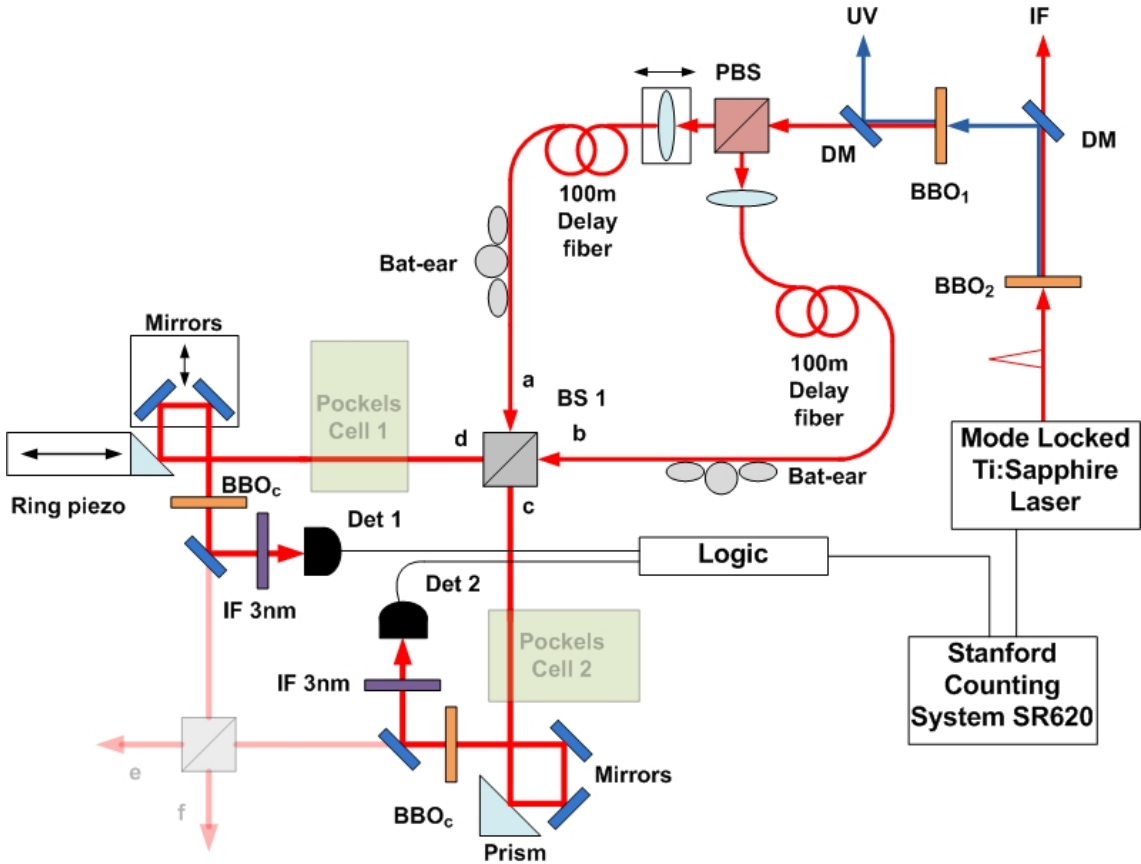 UV
IF
PBS
DM
DM
BBO1
100m
Delay
fiber
Bat-ear
BBO2
Mirrors
100m
Delay
fiber
a
BS 1
Pockels
Cell 1
d
b
Mode Locked
Ti:Sapphire
Laser
Bat-ear
Ring piezo
BBOc
c
Det 1
Logic
Det 2
IF 3nm
Pockels
Cell 2
Stanford
Counting
System SR620
IF 3nm
e
Mirrors
f
BBOc
Prism